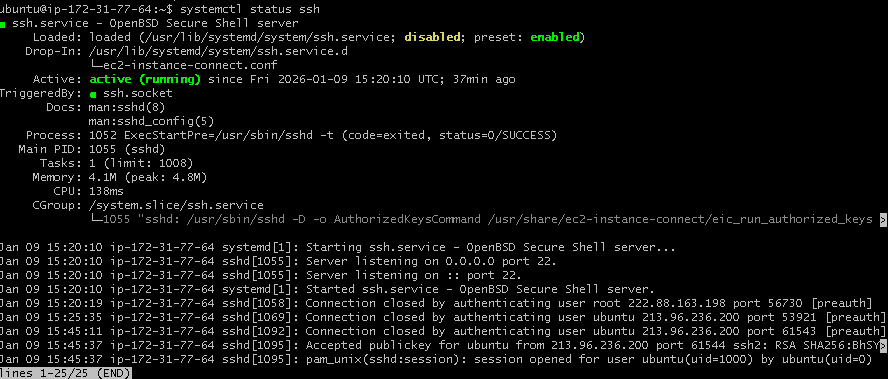 ubuntu@ip-172-31-77-64:~$ systemctl status ssh
● ssh.service - OpenBSD Secure Shell server
Loaded: loaded (/usr/lib/systemd/system/ssh.service; disabled; preset: enabled)
Drop-In: /usr/lib/systemd/system/ssh.service.d
└─ec2-instance-connect.conf
Active: active (running) since Fri 2026-01-09 15:20:10 UTC; 37min ago
TriggeredBy: ● ssh.socket
Docs: man:sshd(8)
man:sshd_config(5)
Process: 1052 ExecStartPre=/usr/sbin/sshd -t (code=exited, status=0/SUCCESS)
Main PID: 1055 (sshd)
Tasks: 1 (limit: 1008)
Memory: 4.1M (peak: 4.8M)
CPU: 138ms
CGroup: /system.slice/ssh.service
└─1055 "sshd: /usr/sbin/sshd -D -o AuthorizedKeysCommand /usr/share/ec2-instance-connect/eic_run_authorized_keys >
Jan 09 15:20:10 ip-172-31-77-64 systemd[1]: Starting ssh.service - OpenBSD Secure Shell server...
Jan 09 15:20:10 ip-172-31-77-64 sshd[1055]: Server listening on 0.0.0.0 port 22.
Jan 09 15:20:10 ip-172-31-77-64 sshd[1055]: Server listening on :: port 22.
Jan 09 15:20:10 ip-172-31-77-64 systemd[1]: Started ssh.service - OpenBSD Secure Shell server.
Jan 09 15:20:19 ip-172-31-77-64 sshd[1058]: Connection closed by authenticating user root 222.88.163.198 port 56730 [preauth]
Jan 09 15:25:35 ip-172-31-77-64 sshd[1069]: Connection closed by authenticating user ubuntu 213.96.236.200 port 53921 [preauth]
Jan 09 15:45:11 ip-172-31-77-64 sshd[1092]: Connection closed by authenticating user ubuntu 213.96.236.200 port 61543 [preauth]
Jan 09 15:45:37 ip-172-31-77-64 sshd[1095]: Accepted publickey for ubuntu from 213.96.236.200 port 61544 ssh2: RSA SHA256:BhSY>
Jan 09 15:45:37 ip-172-31-77-64 sshd[1095]: pam_unix(sshd:session): session opened for user ubuntu(uid=1000) by ubuntu(uid=0)
lines 1-25/25 (END)